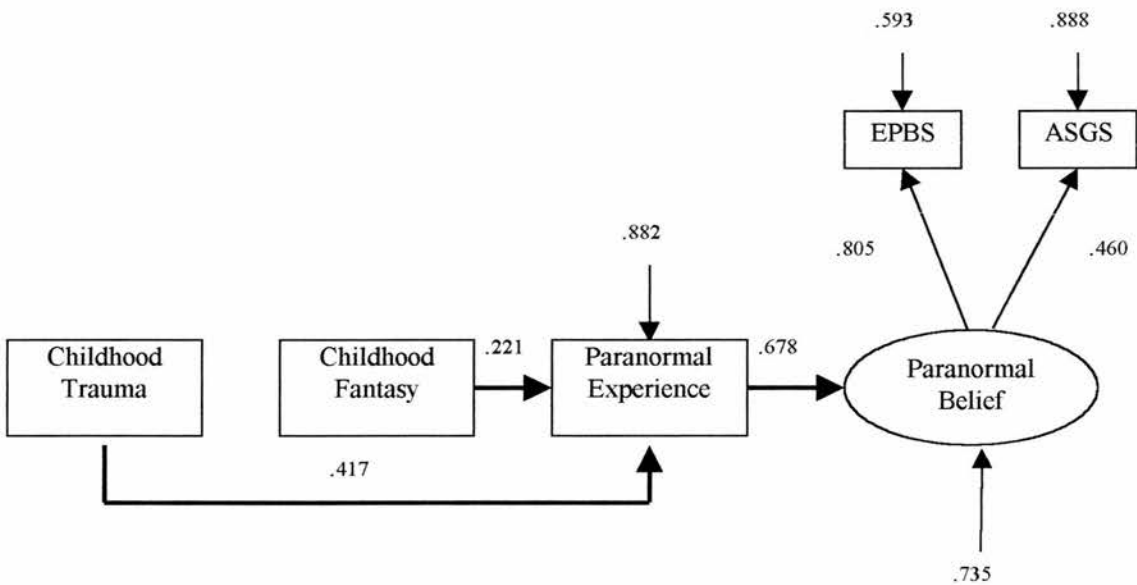 .593
.888
EPBS
ASGS
.882
.805
.460
Childhood
Trauma
Childhood
Fantasy
.221
Paranormal
Experience
.678
Paranormal
Belief
.417
.735